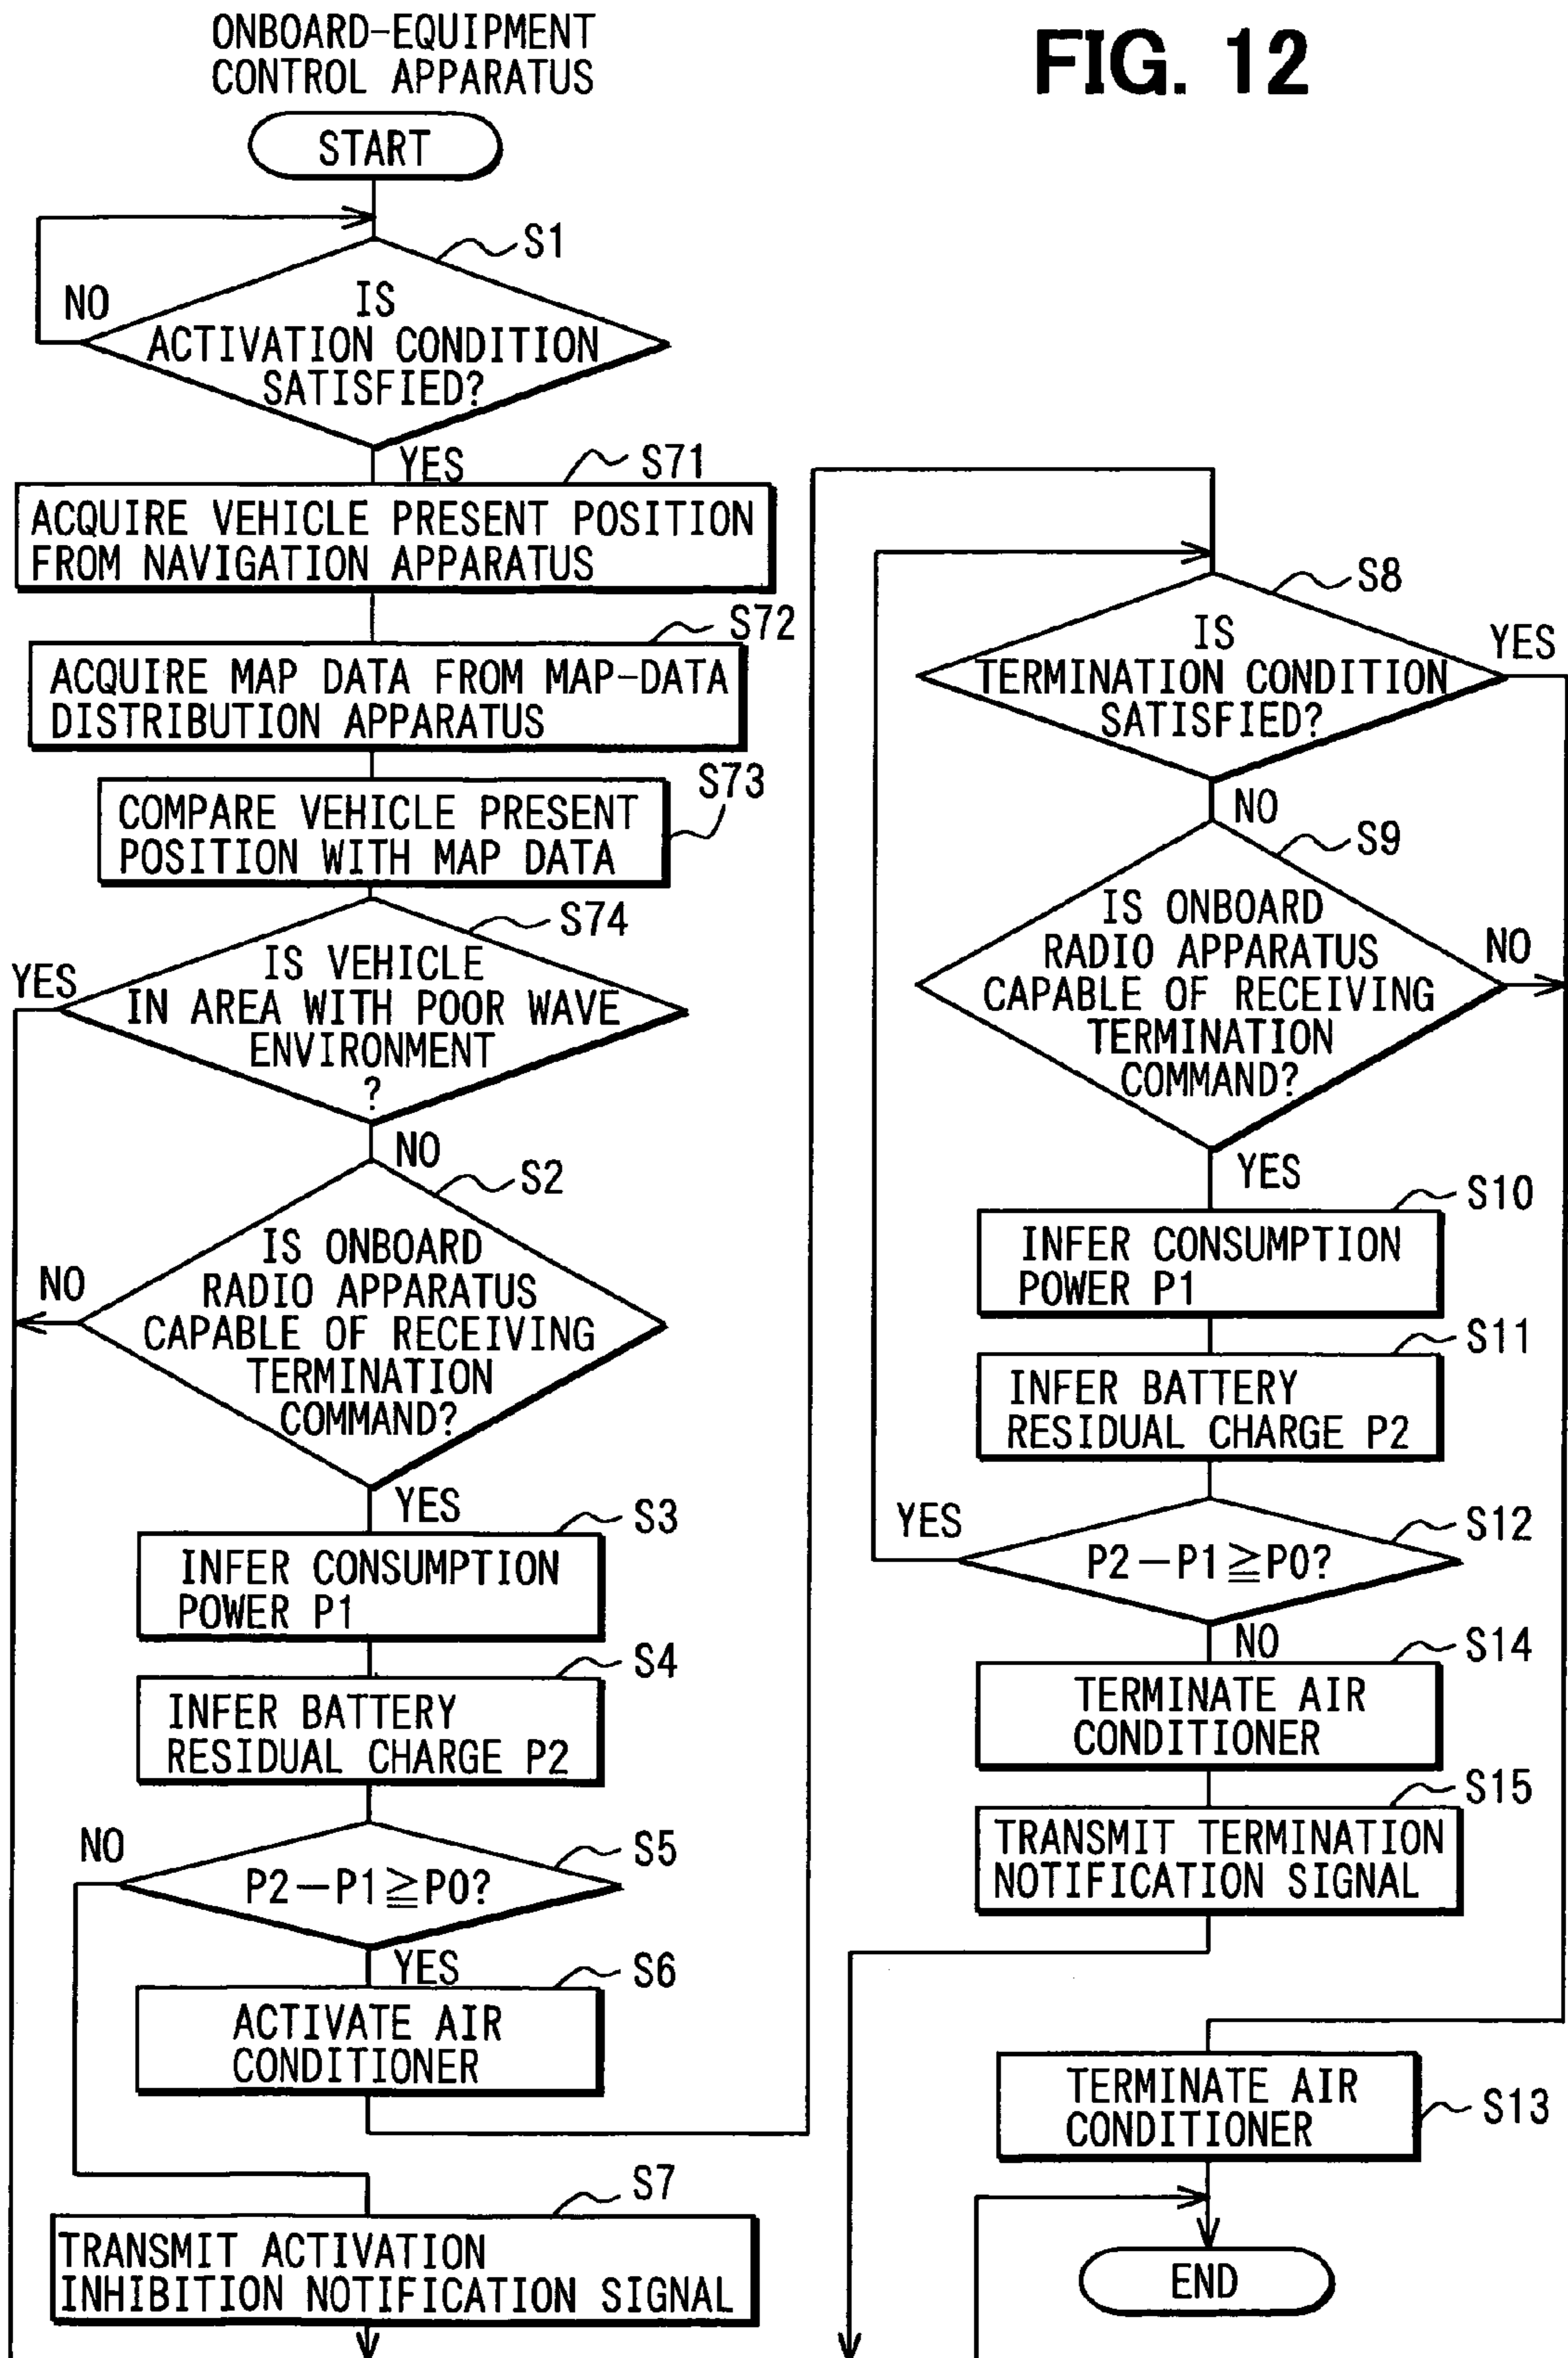 ONBOARD-EQUIPMENT
CONTROL APPARATUS
FIG. 12
START
S1
NO
IS
ACTIVATION CONDITION
SATISFIED?
YES
S71
ACQUIRE VEHICLE PRESENT POSITION
FROM NAVIGATION APPARATUS
S72
ACQUIRE MAP DATA FROM MAP-DATA
DISTRIBUTION APPARATUS
S73
COMPARE VEHICLE PRESENT
POSITION WITH MAP DATA
S74
YES
IS VEHICLE
IN AREA WITH POOR WAVE
ENVIRONMENT
?
NO
S2
NO
IS ONBOARD
RADIO APPARATUS
CAPABLE OF RECEIVING
TERMINATION
COMMAND?
YES
S3
INFER CONSUMPTION
POWER P1
S4
INFER BATTERY
RESIDUAL CHARGE P2
NO
S5
P2－P1≧P0?
YES
S6
ACTIVATE AIR
CONDITIONER
S7
TRANSMIT ACTIVATION
INHIBITION NOTIFICATION SIGNAL
S8
IS
TERMINATION CONDITION
SATISFIED?
YES
NO
S9
IS ONBOARD
RADIO APPARATUS
CAPABLE OF RECEIVING
TERMINATION
COMMAND?
NO
YES
S10
INFER CONSUMPTION
POWER P1
S11
INFER BATTERY
RESIDUAL CHARGE P2
YES
S12
P2－P1≧P0?
NO
S14
TERMINATE AIR
CONDITIONER
S15
TRANSMIT TERMINATION
NOTIFICATION SIGNAL
TERMINATE AIR
CONDITIONER
S13
END